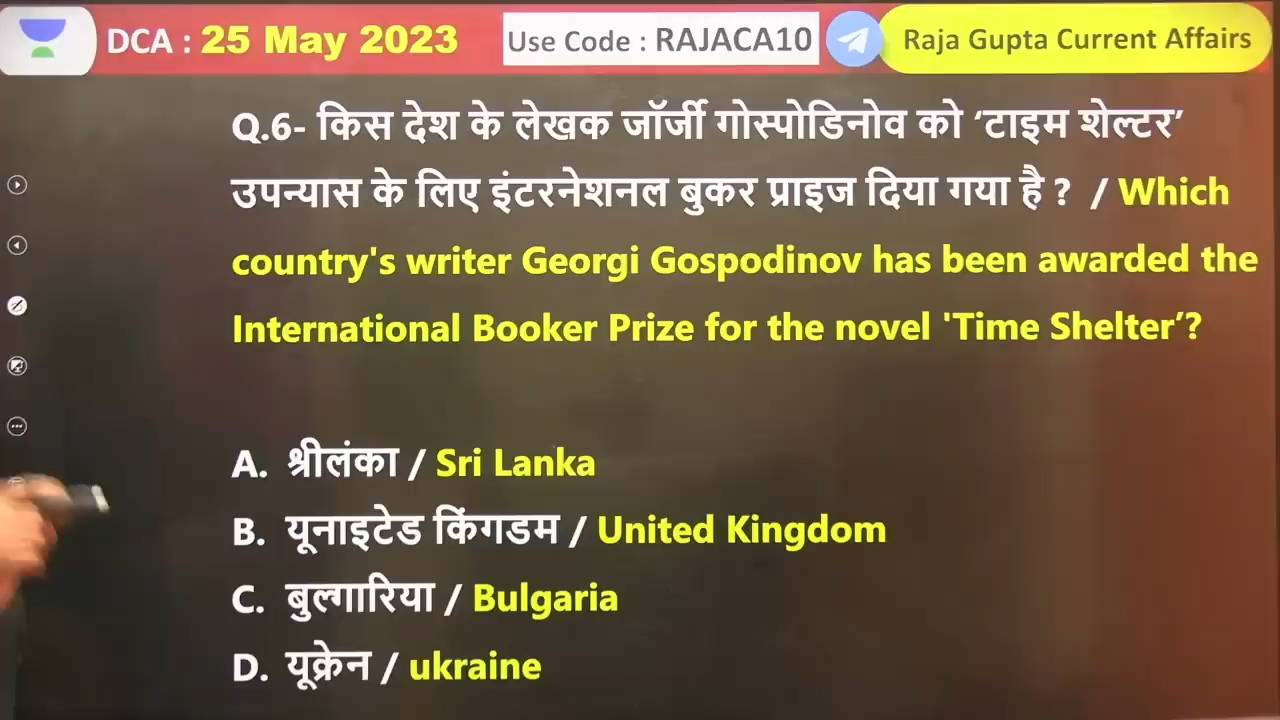 DCA : 25 May 2023
Use Code : RAJACA10
Raja Gupta Current Affairs
Q.6- किस देश के लेखक जॉर्जी गोस्पोडिनोव को ‘टाइम शेल्टर’
उपन्यास के लिए इंटरनेशनल बुकर प्राइज दिया गया है ? / Which
country's writer Georgi Gospodinov has been awarded the
International Booker Prize for the novel 'Time Shelter’?
A. श्रीलंका / Sri Lanka
B. यूनाइटेड किंगडम / United Kingdom
C. बुल्गारिया / Bulgaria
D. यूक्रेन / ukraine